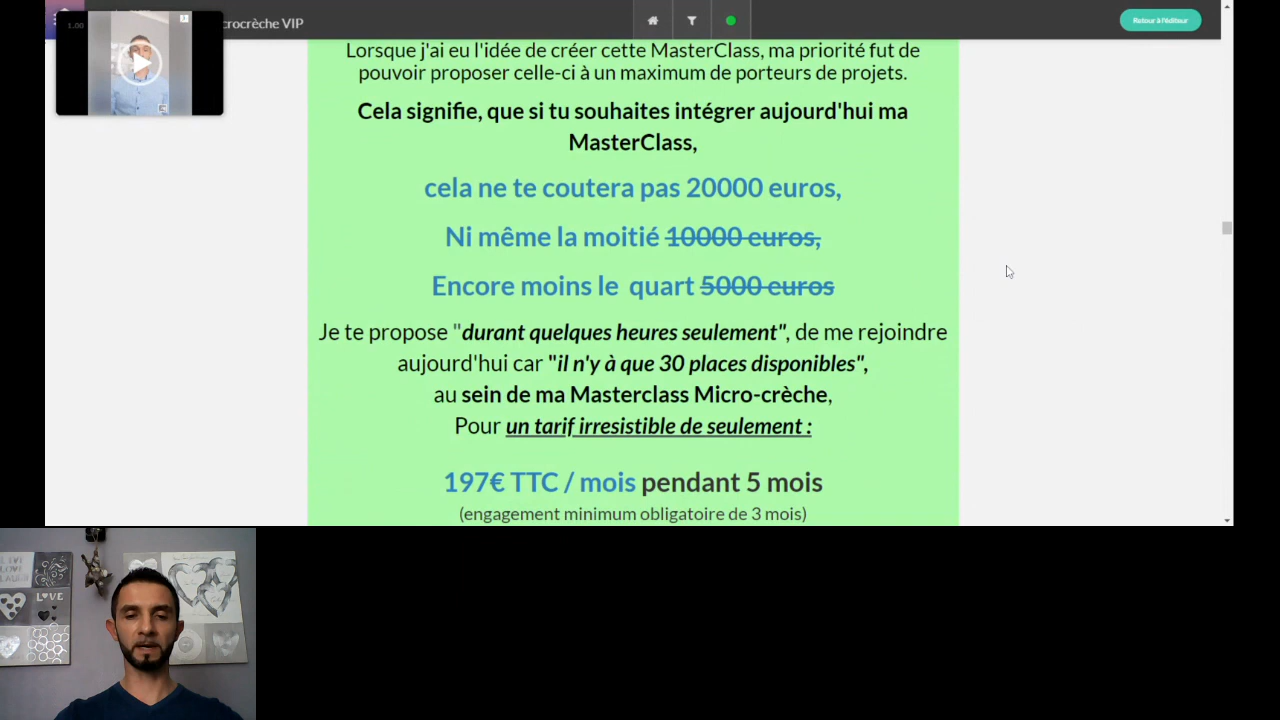 1.00
crocrèche VIP
Retour à l'éditeur
Lorsque j'ai eu l'idée de créer cette MasterClass, ma priorité fut de
pouvoir proposer celle-ci à un maximum de porteurs de projets.
Cela signifie, que si tu souhaites intégrer aujourd'hui ma
MasterClass,
cela ne te coutera pas 20000 euros,
Ni même la moitié 10000 euros,
Encore moins le quart 5000 euros
Je te propose "durant quelques heures seulement", de me rejoindre
aujourd'hui car "il n'y à que 30 places disponibles",
au sein de ma Masterclass Micro-crèche,
Pour un tarif irresistible de seulement :
197€ TTC / mois pendant 5 mois
(engagement minimum obligatoire de 3 mois)
LOVE